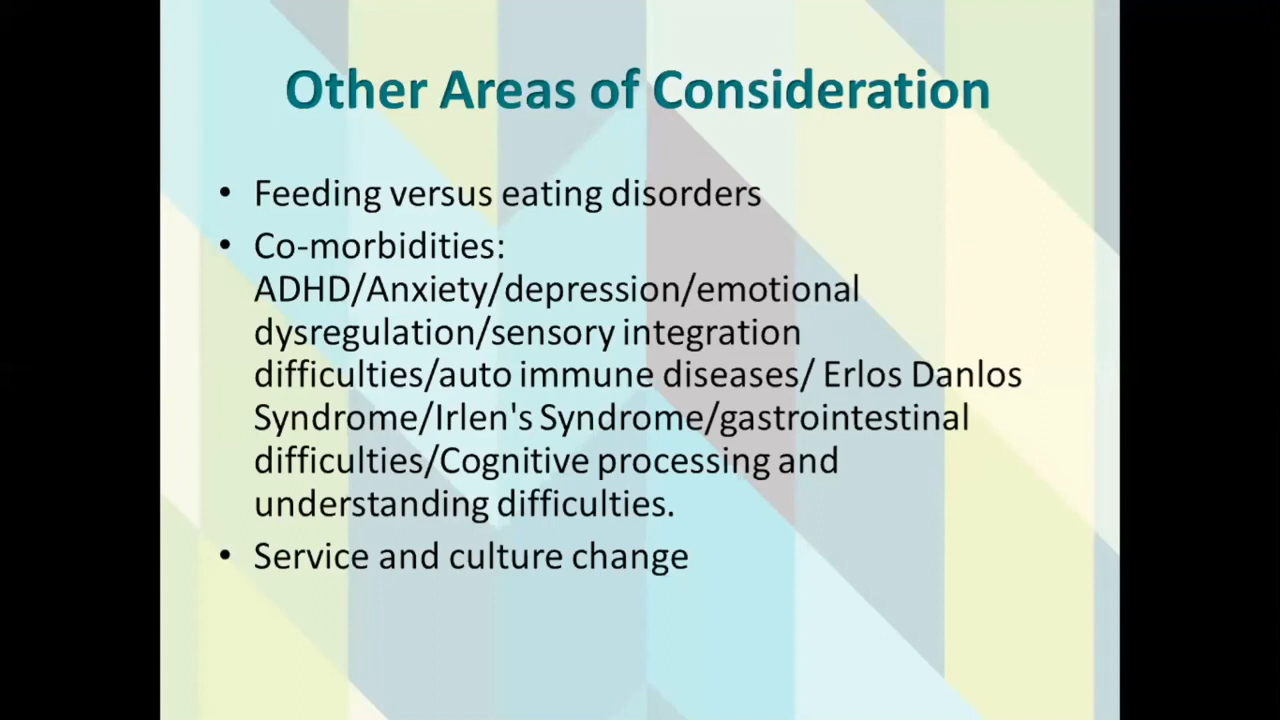 Other Areas of Consideration
• Feeding versus eating disorders
• Co-morbidities:
ADHD/Anxiety/depression/emotional
dysregulation/sensory integration
difficulties/auto immune diseases/ Erlos Danlos
Syndrome/Irlen's Syndrome/gastrointestinal
difficulties/Cognitive processing and
understanding difficulties.
• Service and culture change